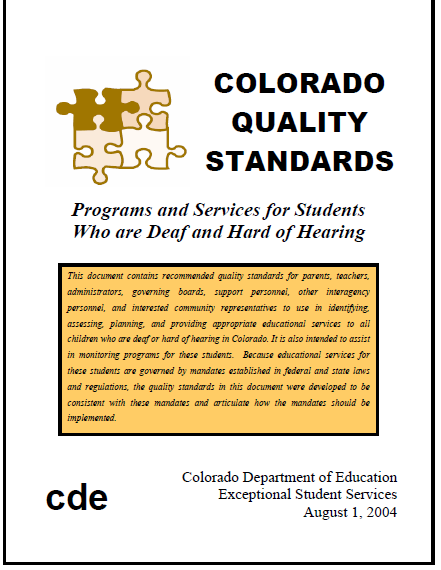 COLORADO
QUALITY
STANDARDS
Programs and Services for Students
Who are Deaf and Hard of Hearing
This document contains recommended quality standards for parents, teachers,
administrators, governing boards, support personnel, other interagency
personnel, and interested community representatives to use in identifying,
assessing, planning, and providing appropriate educational services to all
children who are deaf or hard of hearing in Colorado. It is also intended to assist
in monitoring programs for these students. Because educational services for
these students are governed by mandates established in federal and state laws
and regulations, the quality standards in this document were developed to be
consistent with these mandates and articulate how the mandates should be
implemented.
cde
Colorado Department of Education
Exceptional Student Services
August 1, 2004